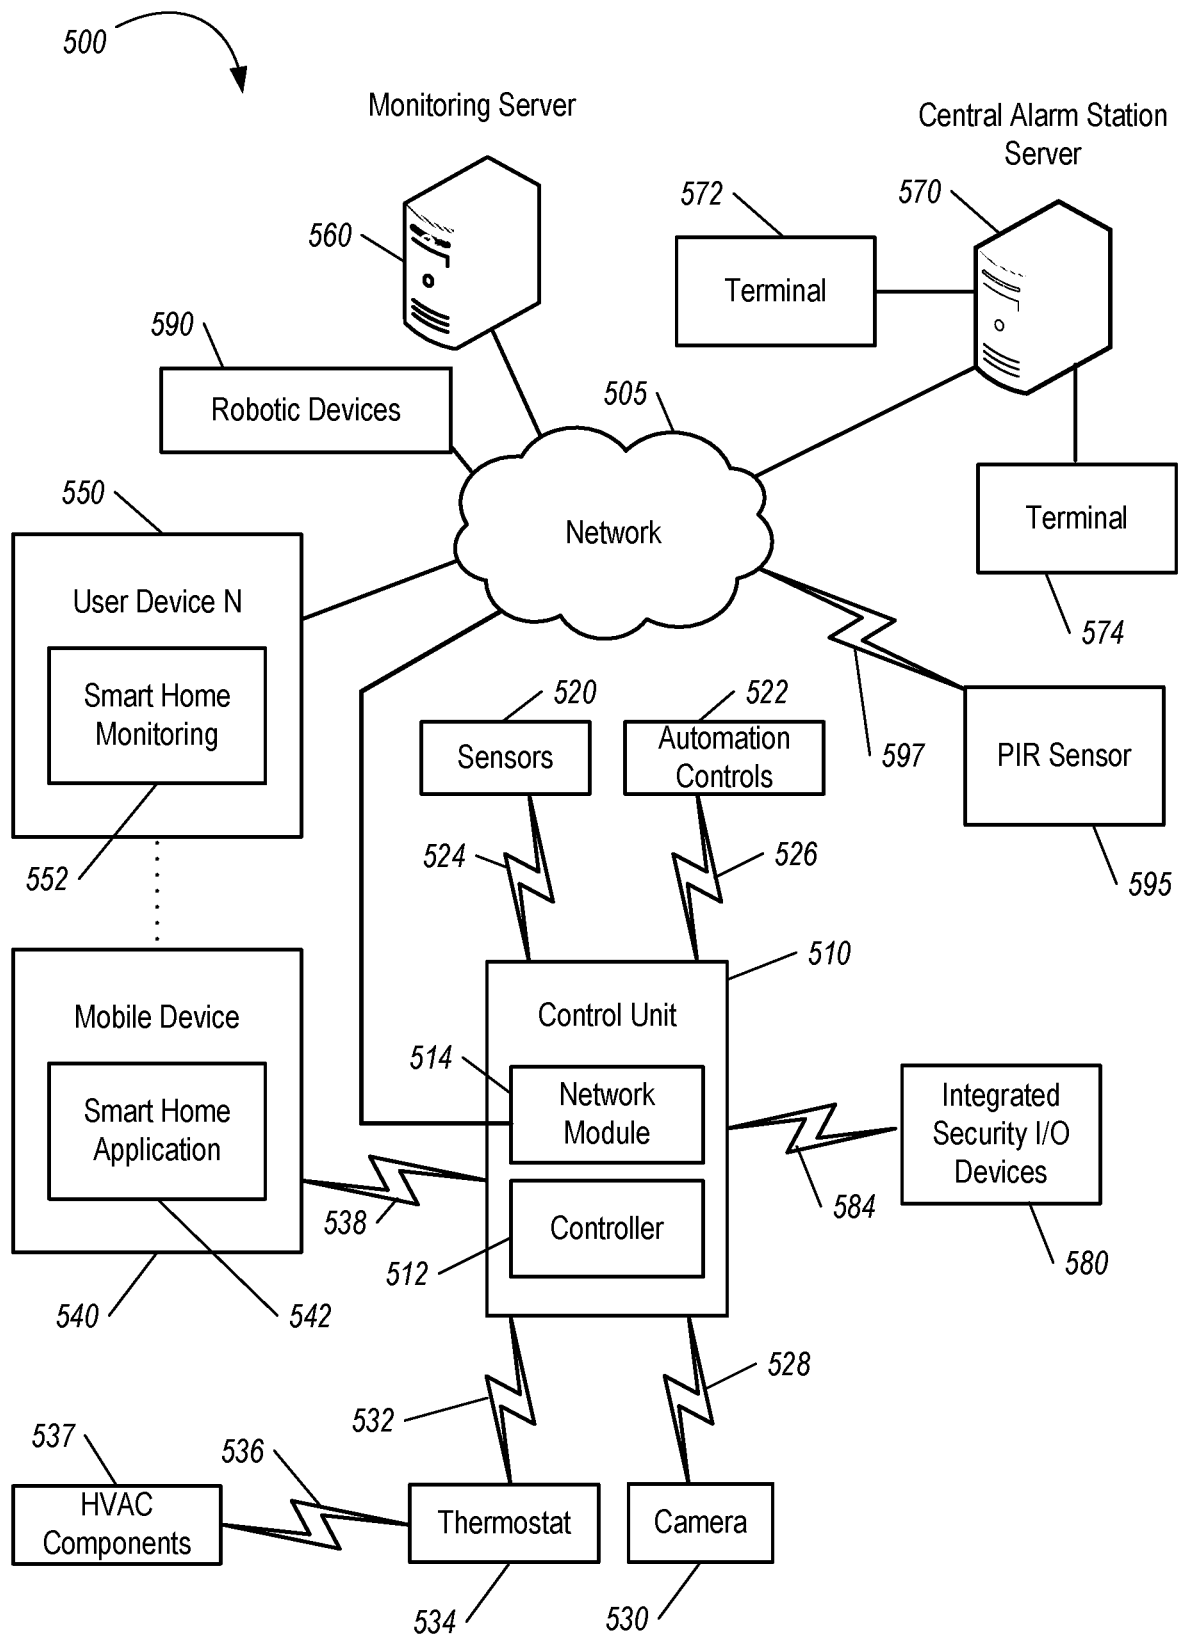 500
Monitoring Server
Central Alarm Station
Server
572
570
560
Terminal
590
505
Robotic Devices
550
Network
Terminal
User Device N
574
Smart Home
Monitoring
520
522
597
Sensors
Automation
Controls
PIR Sensor
552
524
526
595
510
Mobile Device
Control Unit
514
Smart Home
Application
Network
Module
Integrated
Security I/O
Devices
538
584
Controller
512
580
540
542
528
532
537
536
HVAC
Components
Thermostat
Camera
534
530